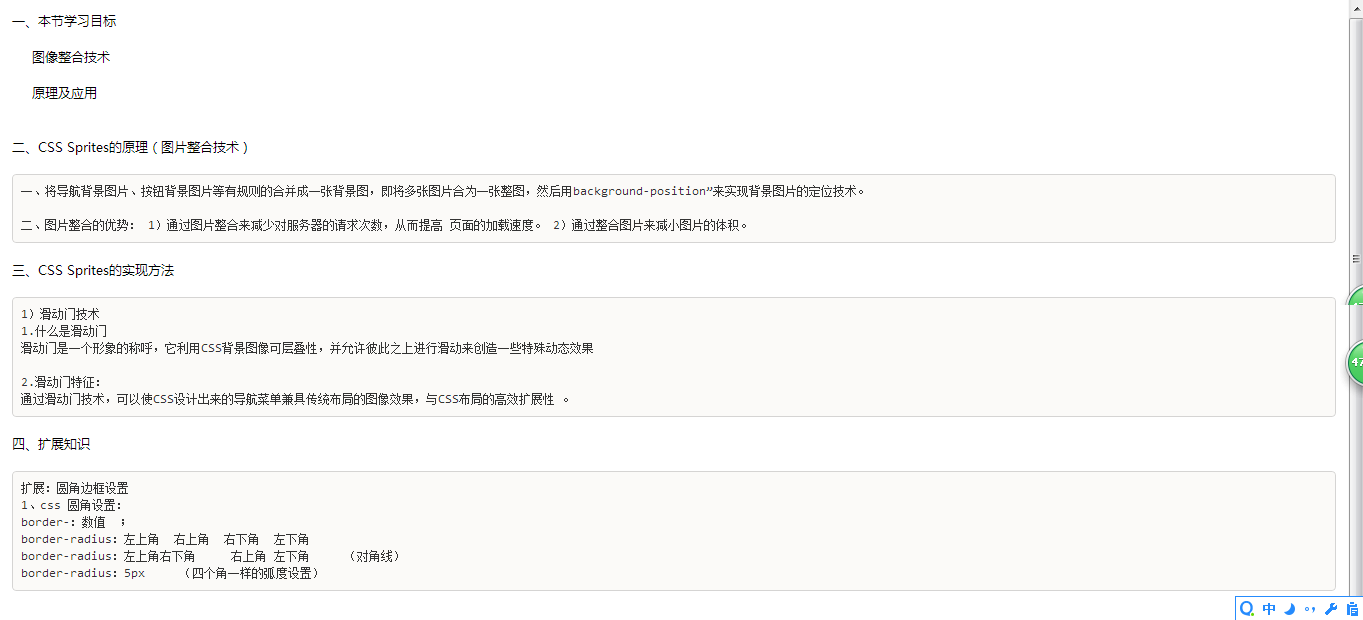 一、本节学习目标
图像整合技术
原理及应用
二、CSS Sprites的原理（图片整合技术）
一、将导航背景图片、按钮背景图片等有规则的合并成一张背景图，即将多张图片合为一张整图，然后用background-position”来实现背景图片的定位技术。
二、图片整合的优势： 1）通过图片整合来减少对服务器的请求次数，从而提高 页面的加载速度。 2）通过整合图片来减小图片的体积。
三、CSS Sprites的实现方法
1）滑动门技术
1.什么是滑动门
滑动门是一个形象的称呼，它利用CSS背景图像可层叠性，并允许彼此之上进行滑动来创造一些特殊动态效果
2.滑动门特征：
通过滑动门技术，可以使CSS设计出来的导航菜单兼具传统布局的图像效果，与CSS布局的高效扩展性 。
四、扩展知识
扩展：圆角边框设置
1、css 圆角设置：
border-：数值 ；
border-radius：左上角 右上角 右下角 左下角
border-radius：左上角右下角 右上角 左下角 （对角线）
border-radius：5px （四个角一样的弧度设置）
47
中